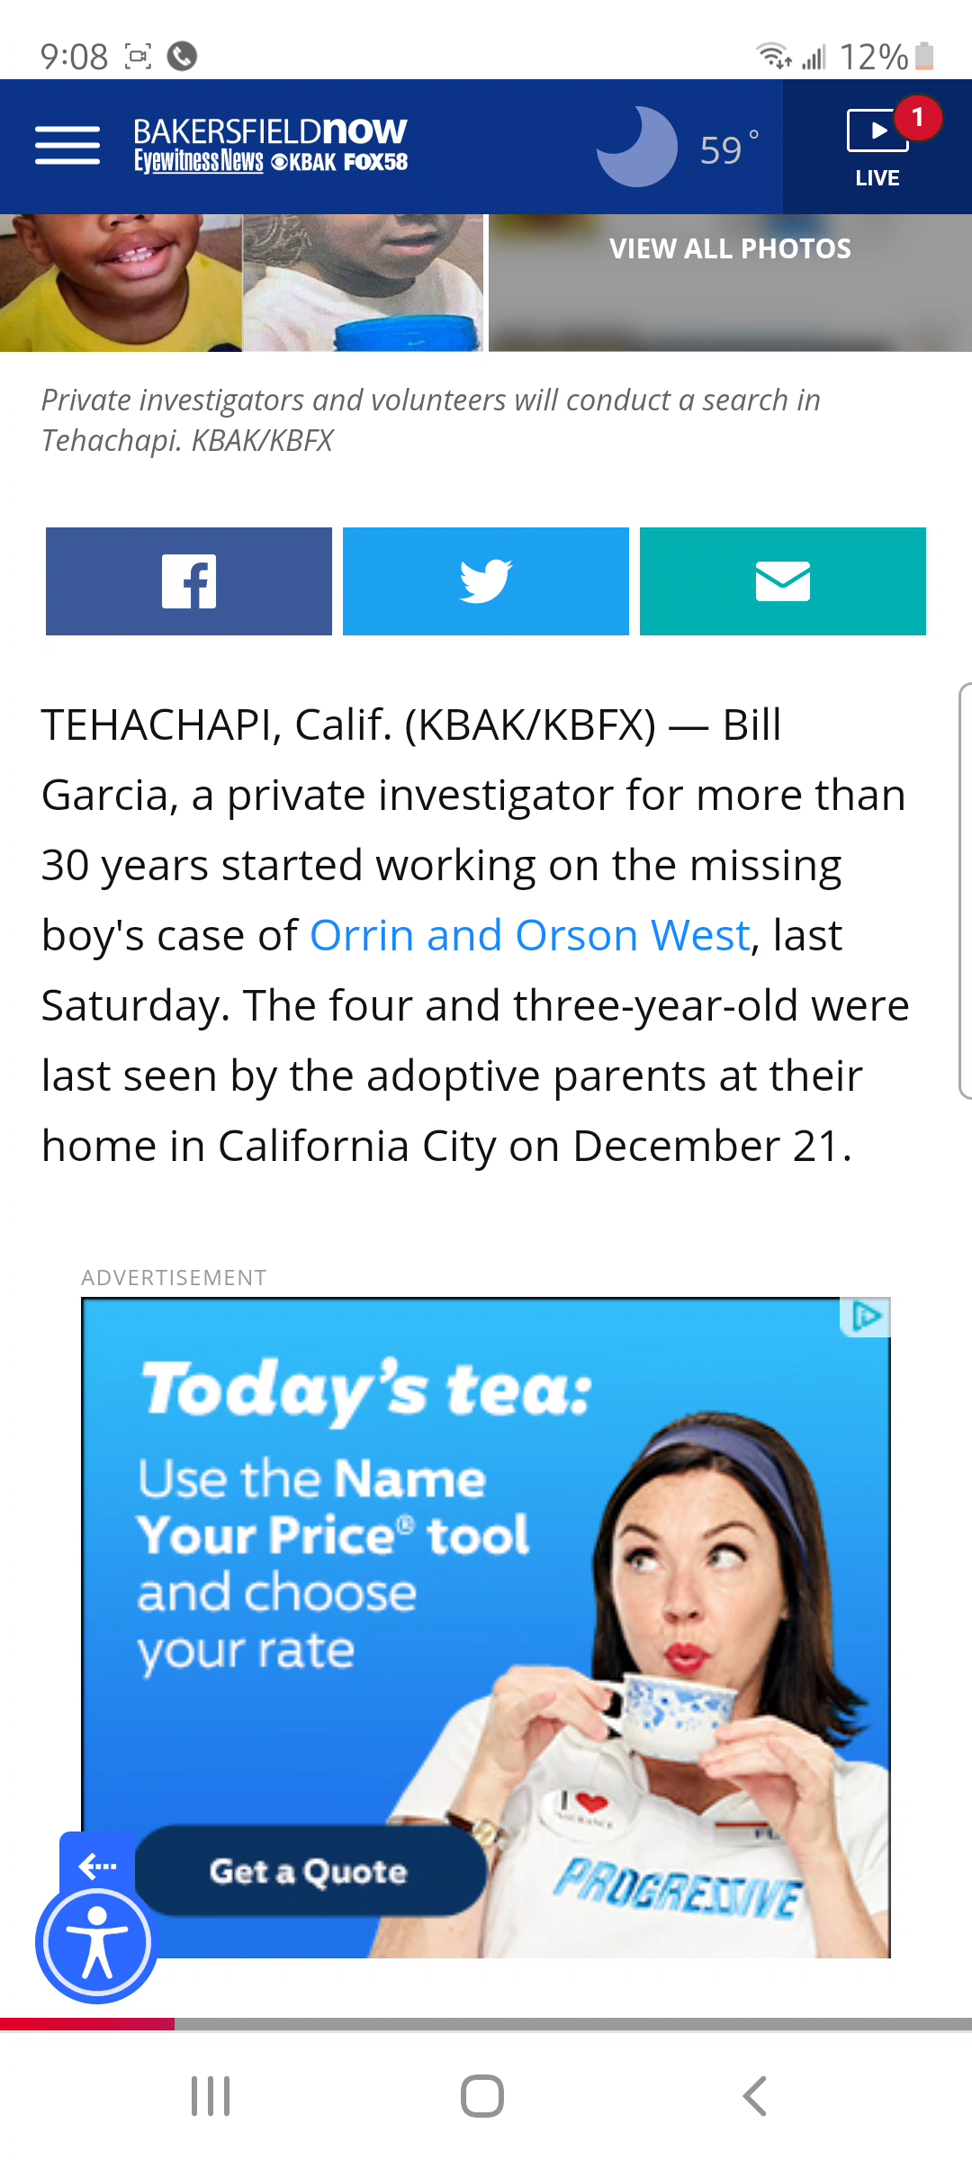 9:08
12%
BAKERSFIELDnow
EyewitnessNews KBAK FOX58
59°
1
LIVE
VIEW ALL PHOTOS
Private investigators and volunteers will conduct a search in
Tehachapi. KBAK/KBFX
TEHACHAPI, Calif. (KBAK/KBFX) — Bill
Garcia, a private investigator for more than
30 years started working on the missing
boy's case of Orrin and Orson West, last
Saturday. The four and three-year-old were
last seen by the adoptive parents at their
home in California City on December 21.
ADVERTISEMENT
Today's tea:
Use the Name
Your Price® tool
and choose
your rate
I
PROGRESSIVE
Get a Quote